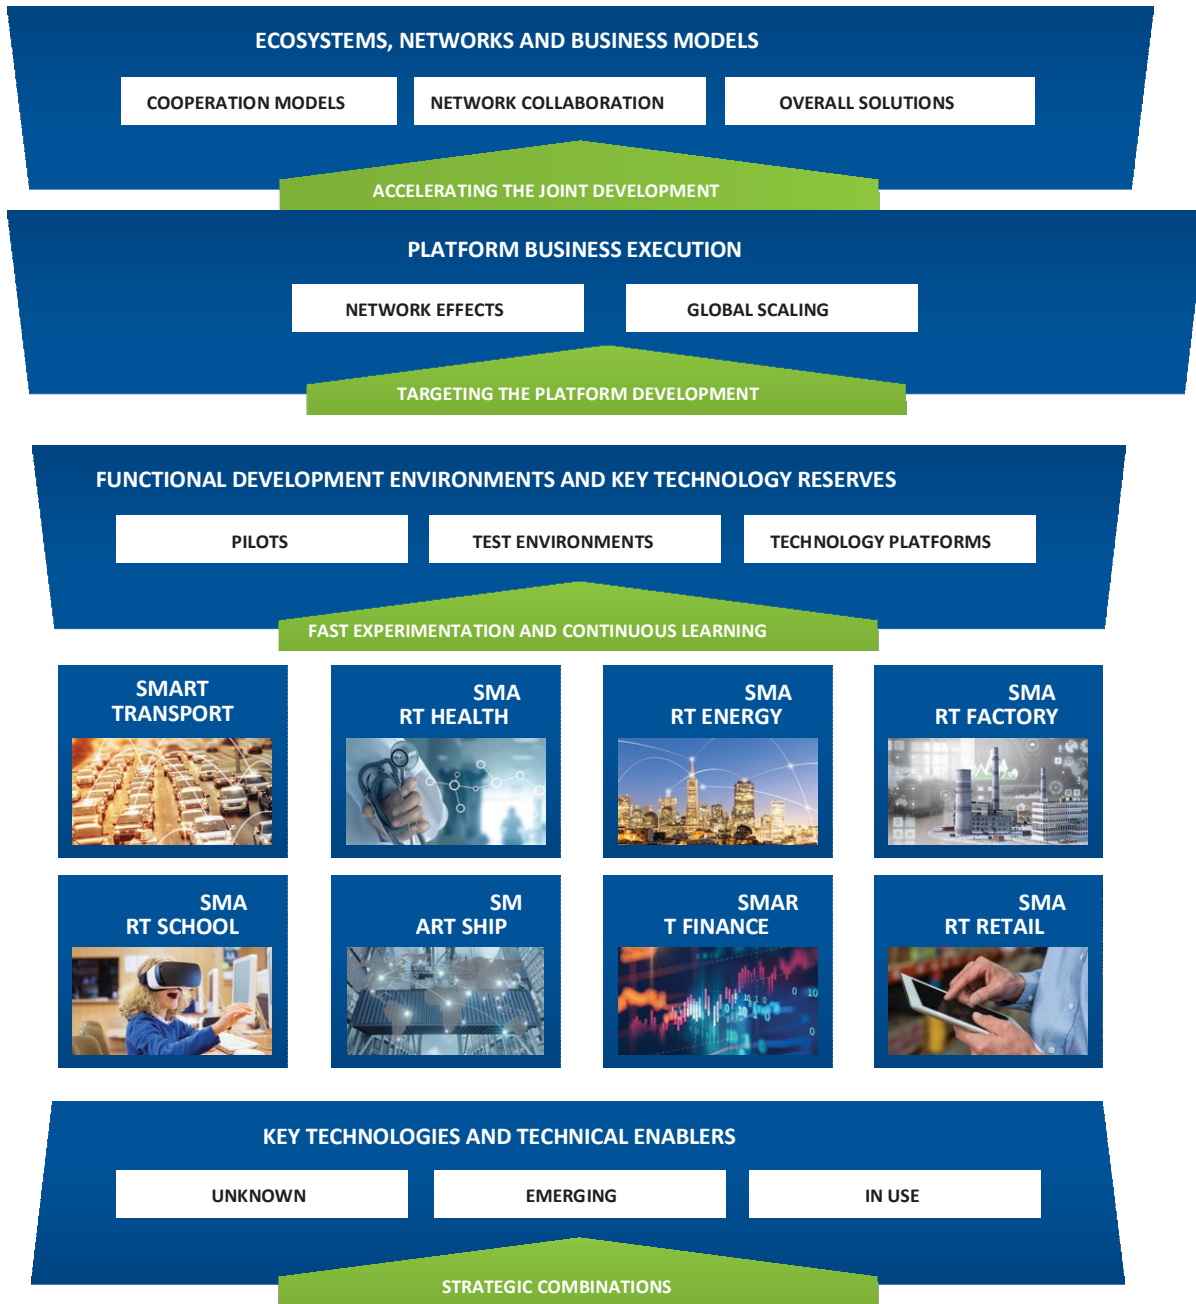 ECOSYSTEMS, NETWORKS AND BUSINESS MODELS
COOPERATION MODELS
NETWORK COLLABORATION
OVERALL SOLUTIONS
ACCELERATING THE JOINT DEVELOPMENT
PLATFORM BUSINESS EXECUTION
NETWORK EFFECTS
GLOBAL SCALING
TARGETING THE PLATFORM DEVELOPMENT
FUNCTIONAL DEVELOPMENT ENVIRONMENTS AND KEY TECHNOLOGY RESERVES
PILOTS
TEST ENVIRONMENTS
TECHNOLOGY PLATFORMS
FAST EXPERIMENTATION AND CONTINUOUS LEARNING
SMART
TRANSPORT
SMA
RT HEALTH
SMA
RT ENERGY
SMA
RT FACTORY
SMA
RT SCHOOL
SM
ART SHIP
SMAR
T FINANCE
SMA
RT RETAIL
KEY TECHNOLOGIES AND TECHNICAL ENABLERS
UNKNOWN
EMERGING
IN USE
STRATEGIC COMBINATIONS